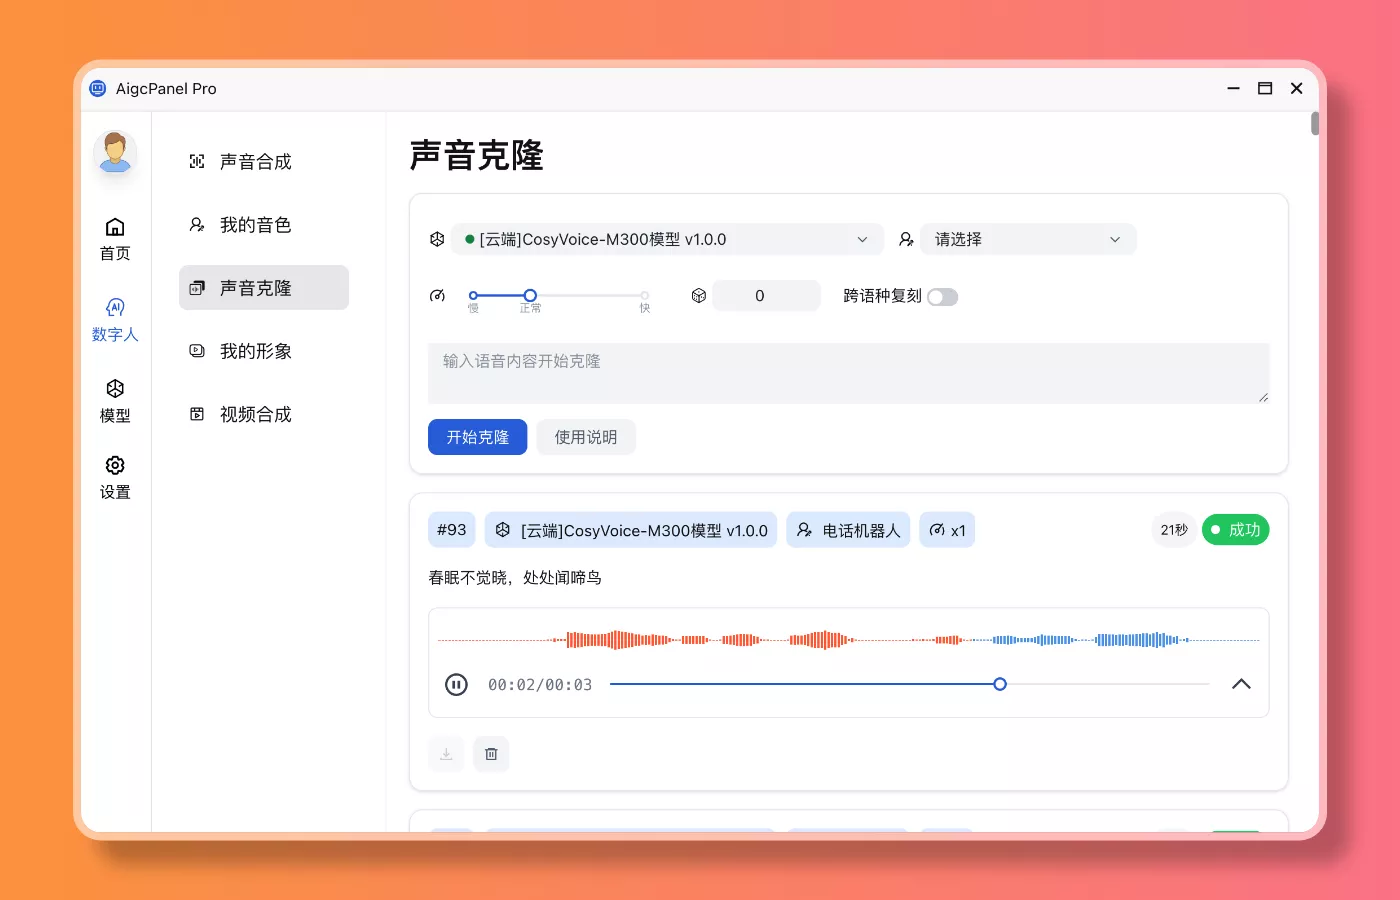 AigcPanel Pro
首页
数字人
模型
设置
声音合成
我的音色
声音克隆
我的形象
视频合成
声音克隆
[云端]CosyVoice-M300模型 v1.0.0
请选择
慢
正常
快
0
跨语种复刻
输入语音内容开始克隆
开始克隆
使用说明
#93
[云端]CosyVoice-M300模型 v1.0.0
电话机器人
x1
21秒
成功
春眠不觉晓，处处闻啼鸟
00:02/00:03